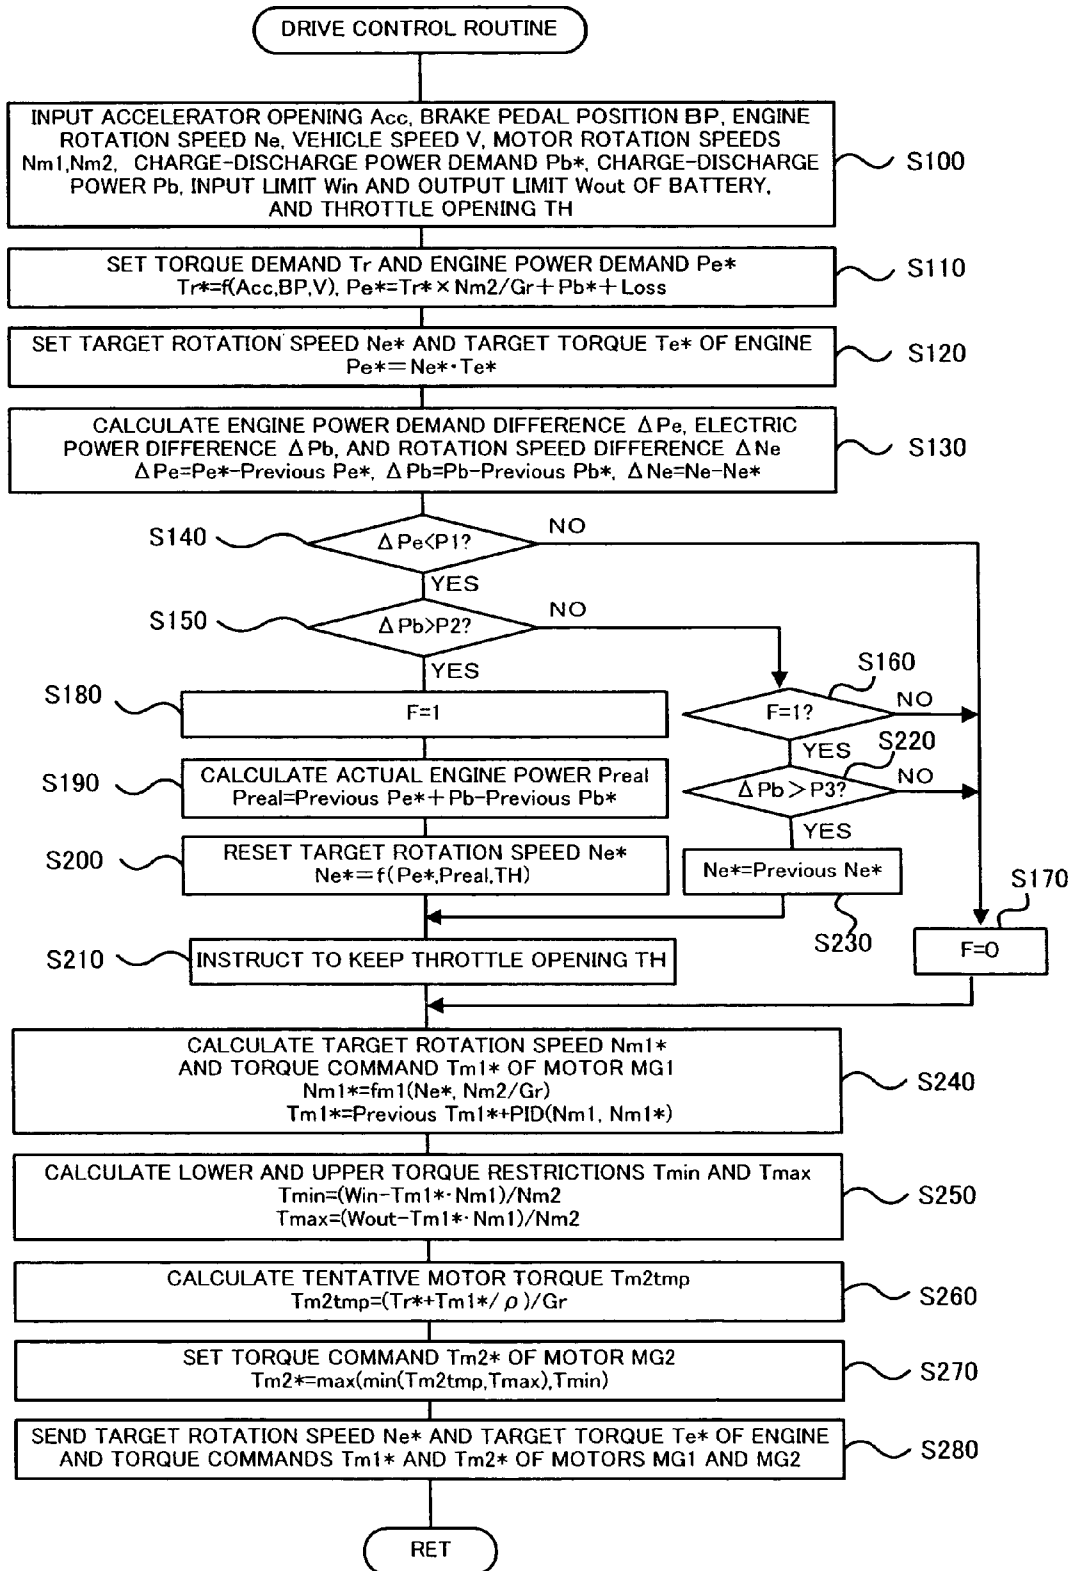 DRIVE CONTROL ROUTINE
INPUT ACCELERATOR OPENING Acc, BRAKE PEDAL POSITION BP, ENGINE
ROTATION SPEED Ne, VEHICLE SPEED V, MOTOR ROTATION SPEEDS
Nm1,Nm2, CHARGE-DISCHARGE POWER DEMAND Pb*, CHARGE-DISCHARGE
POWER Pb, INPUT LIMIT Win AND OUTPUT LIMIT Wout OF BATTERY,
AND THROTTLE OPENING TH
S100
SET TORQUE DEMAND Tr AND ENGINE POWER DEMAND Pe*
Tr*=f(Acc,BP,V), Pe*=Tr*×Nm2/Gr+Pb*+Loss
S110
SET TARGET ROTATION SPEED Ne* AND TARGET TORQUE Te* OF ENGINE
Pe*=Ne*·Te*
S120
CALCULATE ENGINE POWER DEMAND DIFFERENCE ΔPe, ELECTRIC
POWER DIFFERENCE ΔPb, AND ROTATION SPEED DIFFERENCE ΔNe
ΔPe=Pe*-Previous Pe*, ΔPb=Pb-Previous Pb*, ΔNe=Ne-Ne*
S130
S140
ΔPe<P1?
NO
YES
S150
ΔPb>P2?
NO
YES
S160
F=1?
NO
YES
S180
F=1
S220
ΔPb>P3?
NO
YES
S190
CALCULATE ACTUAL ENGINE POWER Preal
Preal=Previous Pe*+Pb-Previous Pb*
S200
RESET TARGET ROTATION SPEED Ne*
Ne*=f(Pe*,Preal,TH)
Ne*=Previous Ne*
S230
S170
F=0
S210
INSTRUCT TO KEEP THROTTLE OPENING TH
CALCULATE TARGET ROTATION SPEED Nm1*
AND TORQUE COMMAND Tm1* OF MOTOR MG1
Nm1*=fm1(Ne*, Nm2/Gr)
Tm1*=Previous Tm1*+PID(Nm1, Nm1*)
S240
CALCULATE LOWER AND UPPER TORQUE RESTRICTIONS Tmin AND Tmax
Tmin=(Win-Tm1*·Nm1)/Nm2
Tmax=(Wout-Tm1*·Nm1)/Nm2
S250
CALCULATE TENTATIVE MOTOR TORQUE Tm2tmp
Tm2tmp=(Tr*+Tm1*/ρ)/Gr
S260
SET TORQUE COMMAND Tm2* OF MOTOR MG2
Tm2*=max(min(Tm2tmp,Tmax),Tmin)
S270
SEND TARGET ROTATION SPEED Ne* AND TARGET TORQUE Te* OF ENGINE
AND TORQUE COMMANDS Tm1* AND Tm2* OF MOTORS MG1 AND MG2
S280
RET